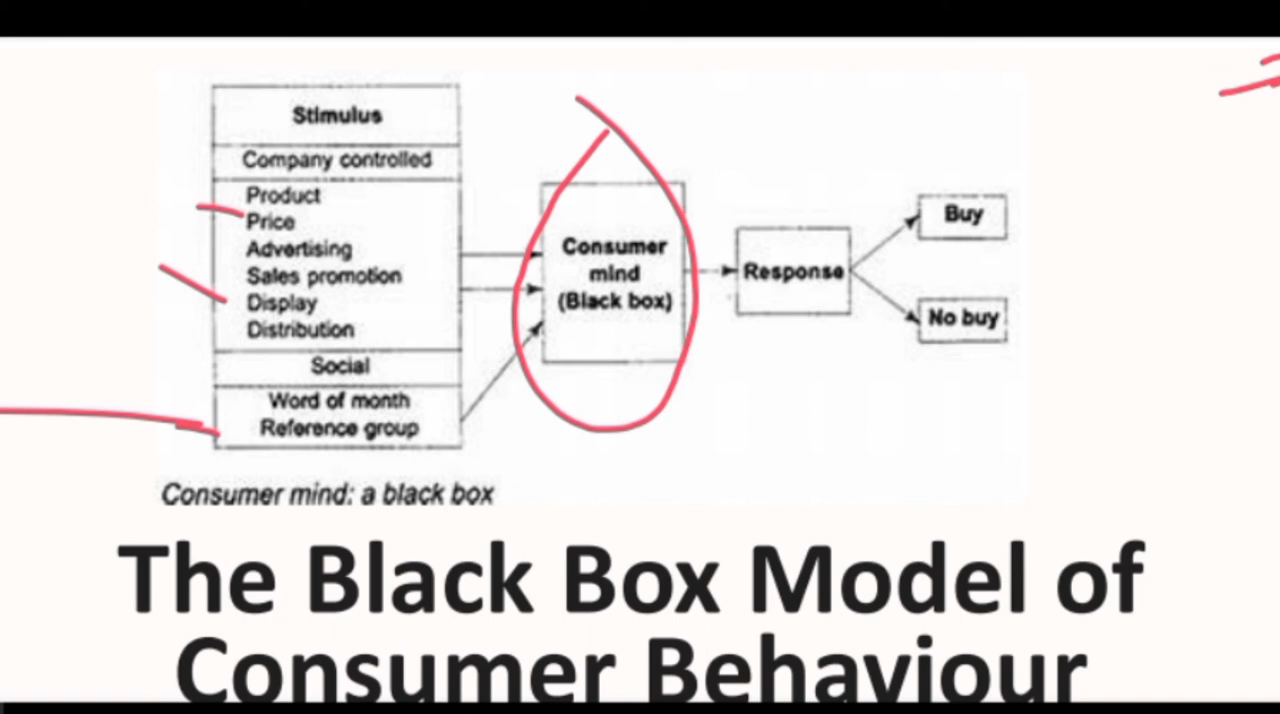 Stimulus
Company controlled
Product
Price
Advertising
Sales promotion
Display
Distribution
Social
Word of month
Reference group
Consumer
mind
(Black box)
Response
Buy
No buy
Consumer mind: a black box
The Black Box Model of
Consumer Behaviour